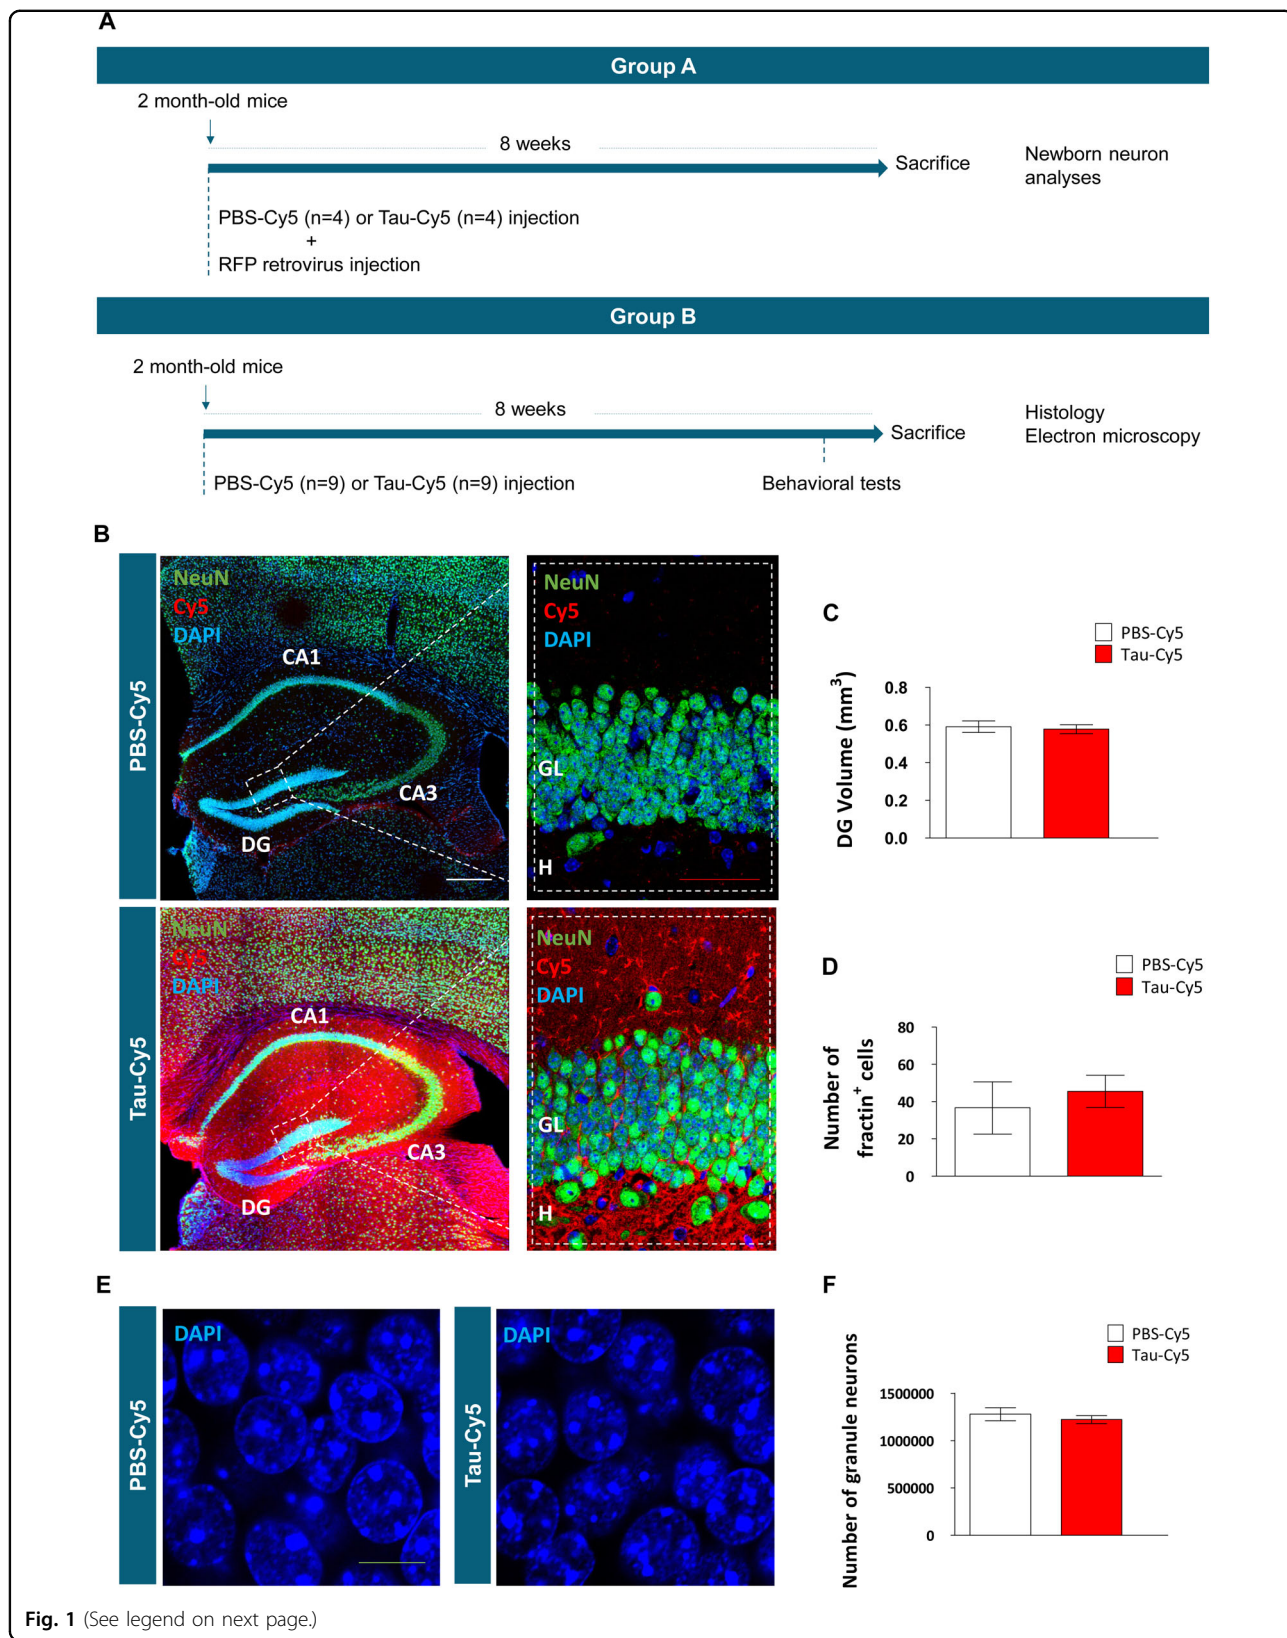 A
Group A
2 month-old mice
8 weeks
Sacrifice
Newborn neuron
analyses
PBS-Cy5 (n=4) or Tau-Cy5 (n=4) injection
+
RFP retrovirus injection
Group B
2 month-old mice
8 weeks
Sacrifice
Histology
Electron microscopy
PBS-Cy5 (n=9) or Tau-Cy5 (n=9) injection
Behavioral tests
B
PBS-Cy5
NeuN
Cy5
DAPI
CA1
CA3
DG
NeuN
Cy5
DAPI
GL
H
Tau-Cy5
NeuN
Cy5
DAPI
CA1
CA3
DG
NeuN
Cy5
DAPI
GL
H
C
PBS-Cy5
Tau-Cy5
DG Volume (mm³)
0.8
0.6
0.4
0.2
0.0
D
PBS-Cy5
Tau-Cy5
Number of
fractin⁺ cells
80
60
40
20
0
E
PBS-Cy5
DAPI
Tau-Cy5
DAPI
F
PBS-Cy5
Tau-Cy5
Number of granule neurons
1500000
1000000
500000
0
Fig. 1 (See legend on next page.)